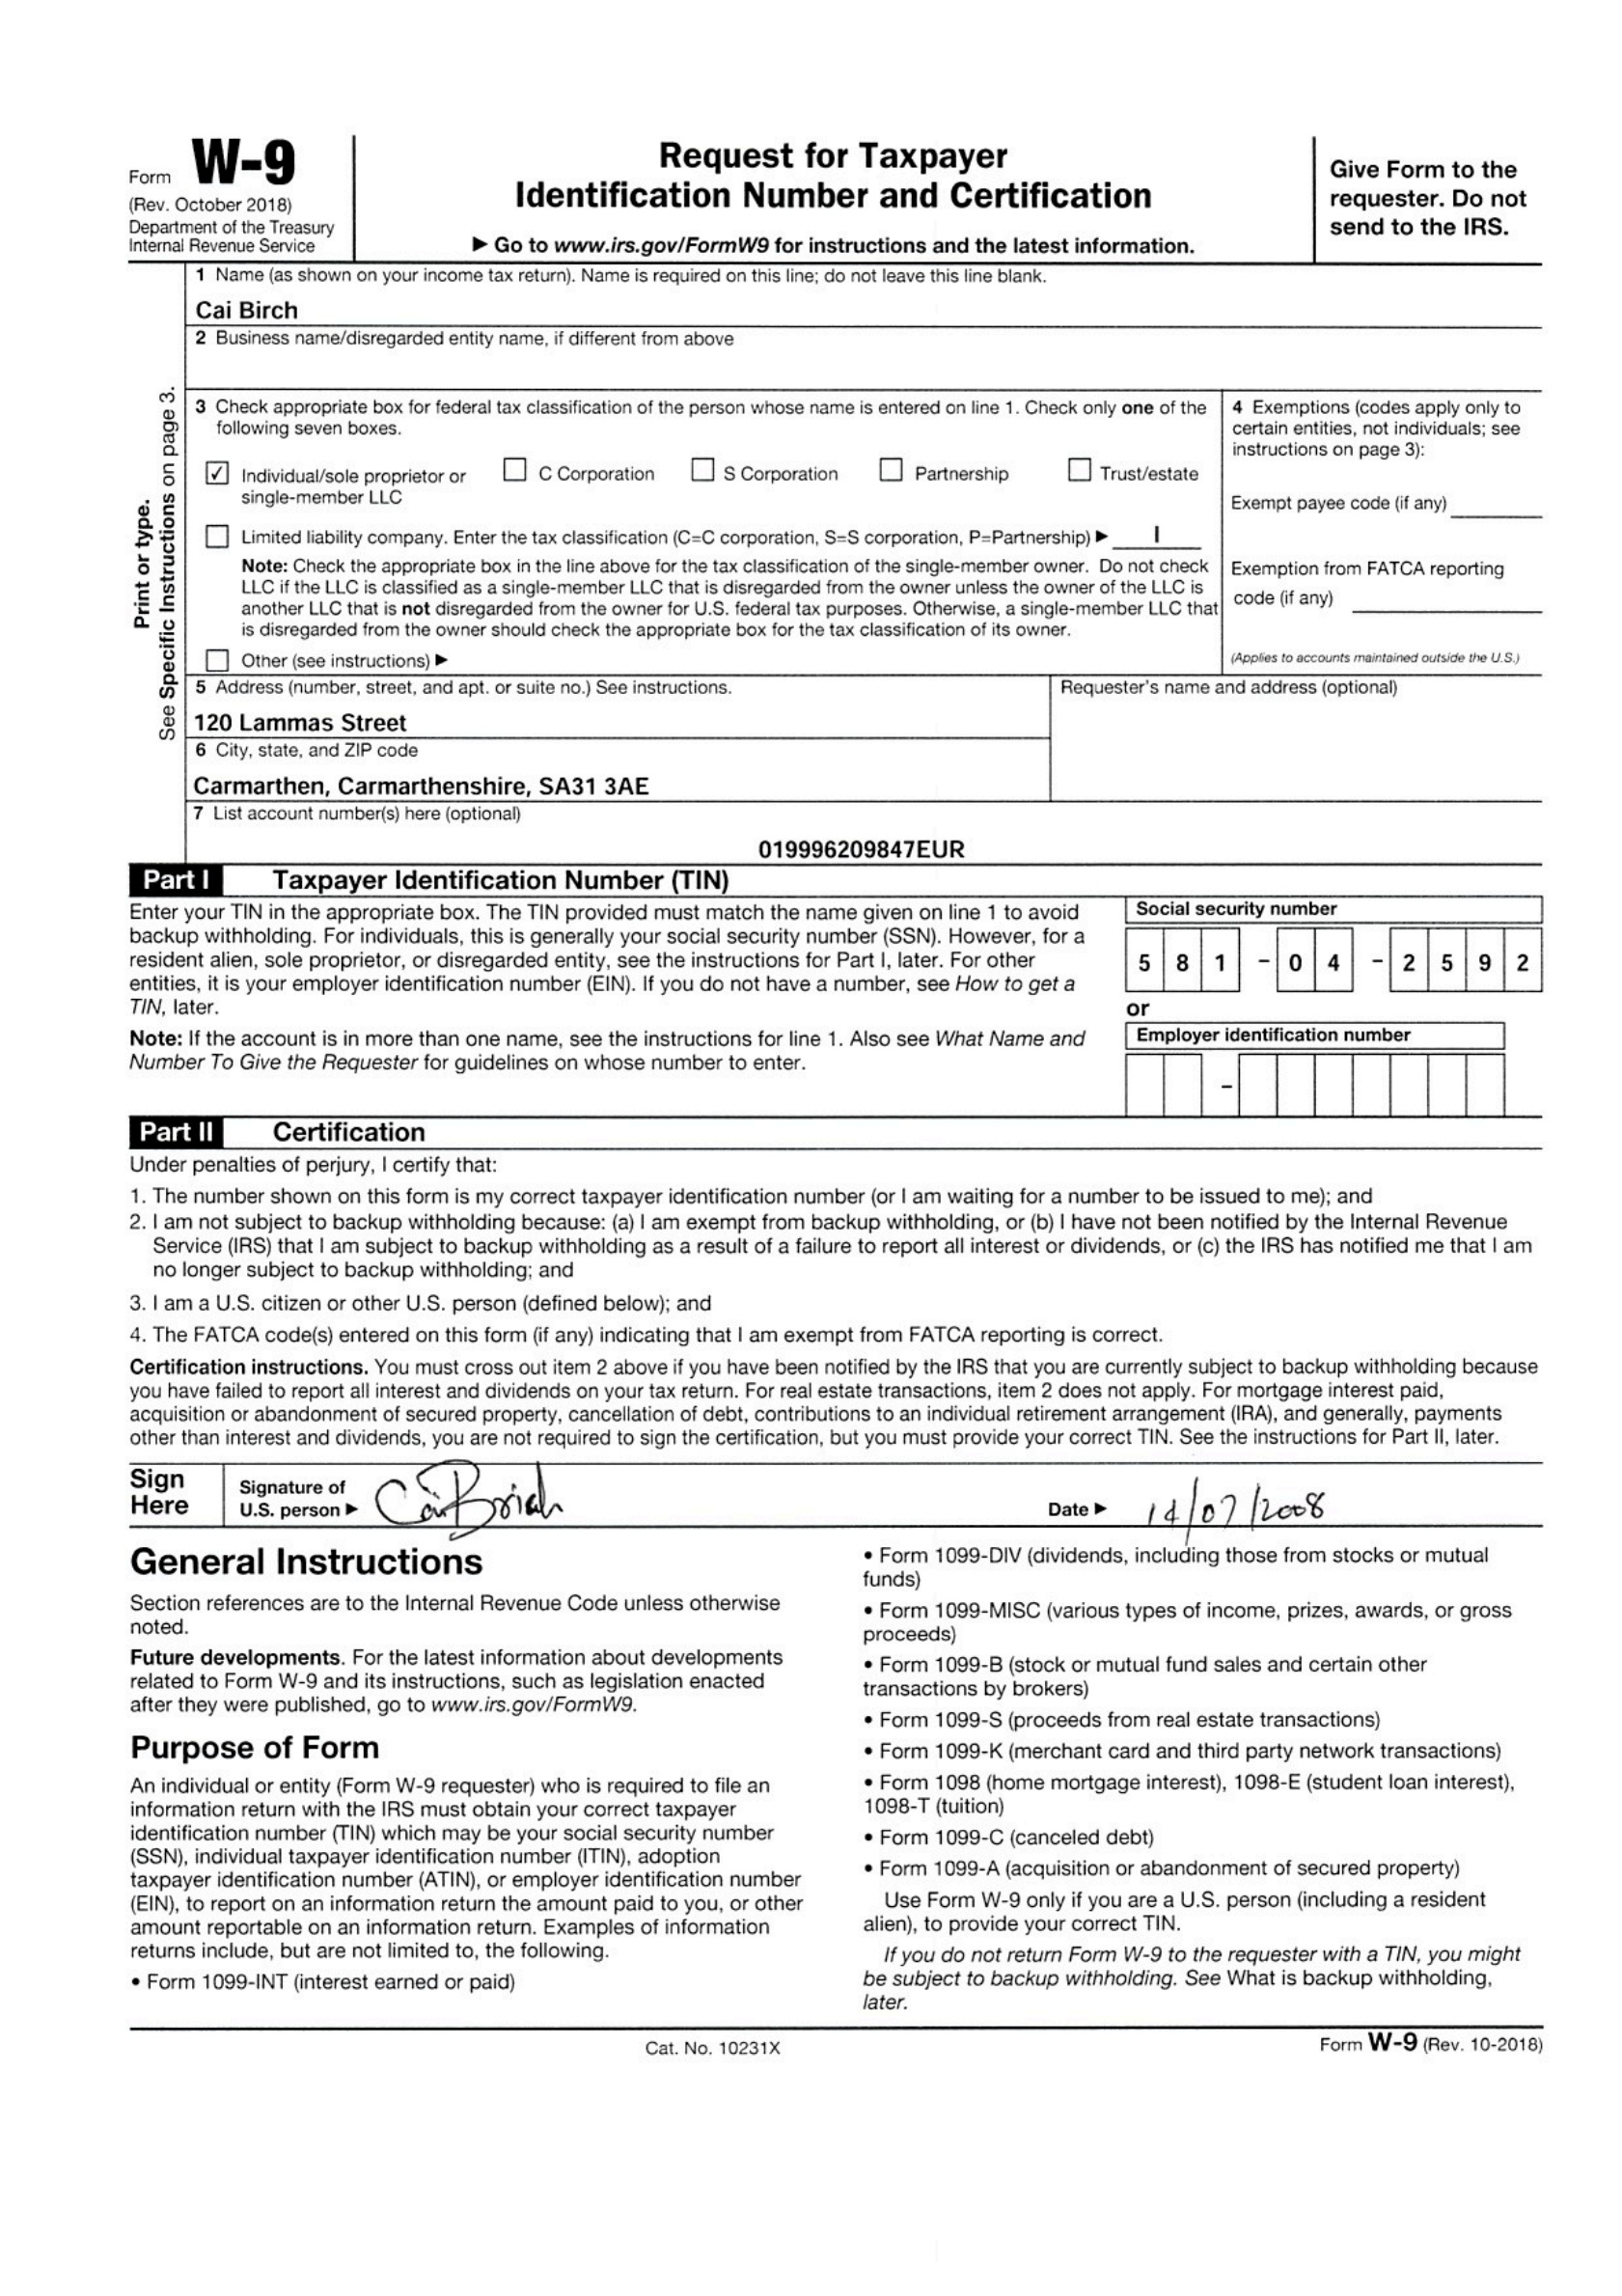 Form W-9
(Rev. October 2018)
Department of the Treasury
Internal Revenue Service
Request for Taxpayer
Identification Number and Certification
▶ Go to www.irs.gov/FormW9 for instructions and the latest information.
Give Form to the
requester. Do not
send to the IRS.
Print or type.
See Specific Instructions on page 3.
1 Name (as shown on your income tax return). Name is required on this line; do not leave this line blank.
Cai Birch
2 Business name/disregarded entity name, if different from above
3 Check appropriate box for federal tax classification of the person whose name is entered on line 1. Check only one of the
following seven boxes.
✓ Individual/sole proprietor or
single-member LLC
C Corporation
S Corporation
Partnership
Trust/estate
Limited liability company. Enter the tax classification (C=C corporation, S=S corporation, P=Partnership) ▶ I
Note: Check the appropriate box in the line above for the tax classification of the single-member owner. Do not check
LLC if the LLC is classified as a single-member LLC that is disregarded from the owner unless the owner of the LLC is
another LLC that is not disregarded from the owner for U.S. federal tax purposes. Otherwise, a single-member LLC that
is disregarded from the owner should check the appropriate box for the tax classification of its owner.
Other (see instructions) ▶
4 Exemptions (codes apply only to
certain entities, not individuals; see
instructions on page 3):
Exempt payee code (if any)
Exemption from FATCA reporting
code (if any)
(Applies to accounts maintained outside the U.S.)
5 Address (number, street, and apt. or suite no.) See instructions.
120 Lammas Street
6 City, state, and ZIP code
Carmarthen, Carmarthenshire, SA31 3AE
Requester's name and address (optional)
7 List account number(s) here (optional)
019996209847EUR
Part I Taxpayer Identification Number (TIN)
Enter your TIN in the appropriate box. The TIN provided must match the name given on line 1 to avoid
backup withholding. For individuals, this is generally your social security number (SSN). However, for a
resident alien, sole proprietor, or disregarded entity, see the instructions for Part I, later. For other
entities, it is your employer identification number (EIN). If you do not have a number, see How to get a
TIN, later.
Note: If the account is in more than one name, see the instructions for line 1. Also see What Name and
Number To Give the Requester for guidelines on whose number to enter.
Social security number
5 8 1 - 0 4 - 2 5 9 2
or
Employer identification number
-
Part II Certification
Under penalties of perjury, I certify that:
1. The number shown on this form is my correct taxpayer identification number (or I am waiting for a number to be issued to me); and
2. I am not subject to backup withholding because: (a) I am exempt from backup withholding, or (b) I have not been notified by the Internal Revenue
Service (IRS) that I am subject to backup withholding as a result of a failure to report all interest or dividends, or (c) the IRS has notified me that I am
no longer subject to backup withholding; and
3. I am a U.S. citizen or other U.S. person (defined below); and
4. The FATCA code(s) entered on this form (if any) indicating that I am exempt from FATCA reporting is correct.
Certification instructions. You must cross out item 2 above if you have been notified by the IRS that you are currently subject to backup withholding because
you have failed to report all interest and dividends on your tax return. For real estate transactions, item 2 does not apply. For mortgage interest paid,
acquisition or abandonment of secured property, cancellation of debt, contributions to an individual retirement arrangement (IRA), and generally, payments
other than interest and dividends, you are not required to sign the certification, but you must provide your correct TIN. See the instructions for Part II, later.
Sign
Here
Signature of
U.S. person ▶ Cai Birch
Date ▶ 14/07/2008
General Instructions
Section references are to the Internal Revenue Code unless otherwise
noted.
Future developments. For the latest information about developments
related to Form W-9 and its instructions, such as legislation enacted
after they were published, go to www.irs.gov/FormW9.
Purpose of Form
An individual or entity (Form W-9 requester) who is required to file an
information return with the IRS must obtain your correct taxpayer
identification number (TIN) which may be your social security number
(SSN), individual taxpayer identification number (ITIN), adoption
taxpayer identification number (ATIN), or employer identification number
(EIN), to report on an information return the amount paid to you, or other
amount reportable on an information return. Examples of information
returns include, but are not limited to, the following.
• Form 1099-INT (interest earned or paid)
• Form 1099-DIV (dividends, including those from stocks or mutual
funds)
• Form 1099-MISC (various types of income, prizes, awards, or gross
proceeds)
• Form 1099-B (stock or mutual fund sales and certain other
transactions by brokers)
• Form 1099-S (proceeds from real estate transactions)
• Form 1099-K (merchant card and third party network transactions)
• Form 1098 (home mortgage interest), 1098-E (student loan interest),
1098-T (tuition)
• Form 1099-C (canceled debt)
• Form 1099-A (acquisition or abandonment of secured property)
Use Form W-9 only if you are a U.S. person (including a resident
alien), to provide your correct TIN.
If you do not return Form W-9 to the requester with a TIN, you might
be subject to backup withholding. See What is backup withholding,
later.
Cat. No. 10231X
Form W-9 (Rev. 10-2018)